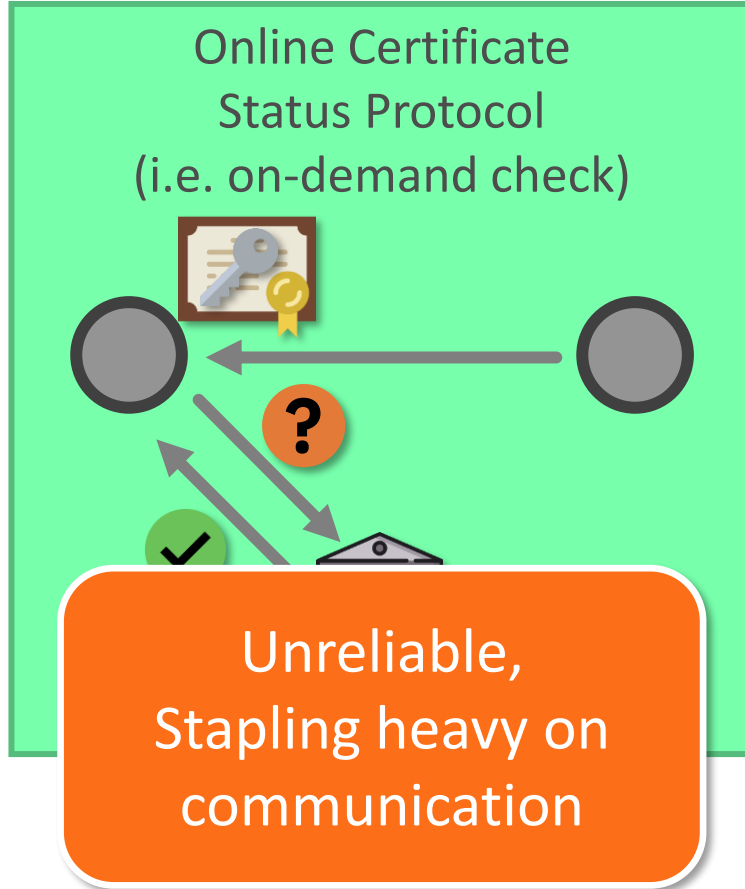 Online Certificate
Status Protocol
(i.e. on-demand check)
?
Unreliable,
Stapling heavy on
communication